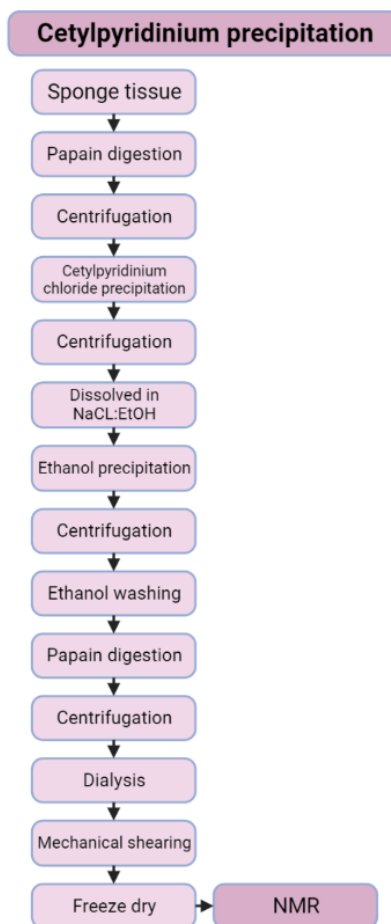 Cetylpyridinium precipitation
Sponge tissue
Papain digestion
Centrifugation
Cetylpyridinium
chloride precipitation
Centrifugation
Dissolved in
NaCL:EtOH
Ethanol precipitation
Centrifugation
Ethanol washing
Papain digestion
Centrifugation
Dialysis
Mechanical shearing
Freeze dry
NMR